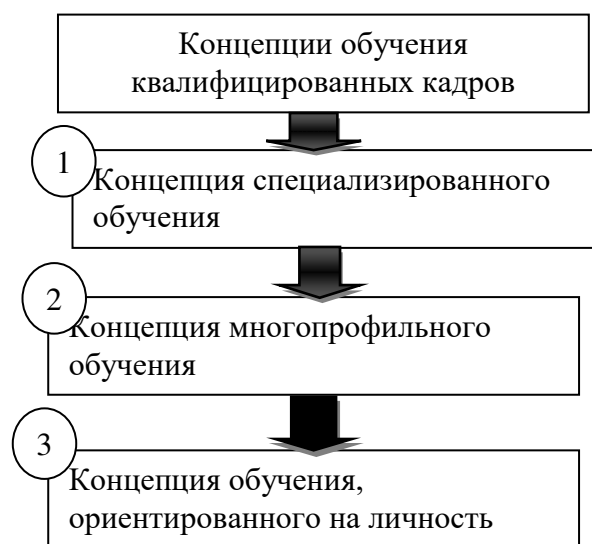 Концепции обучения
квалифицированных кадров
1
Концепция специализированного
обучения
2
Концепция многопрофильного
обучения
3
Концепция обучения,
ориентированного на личность